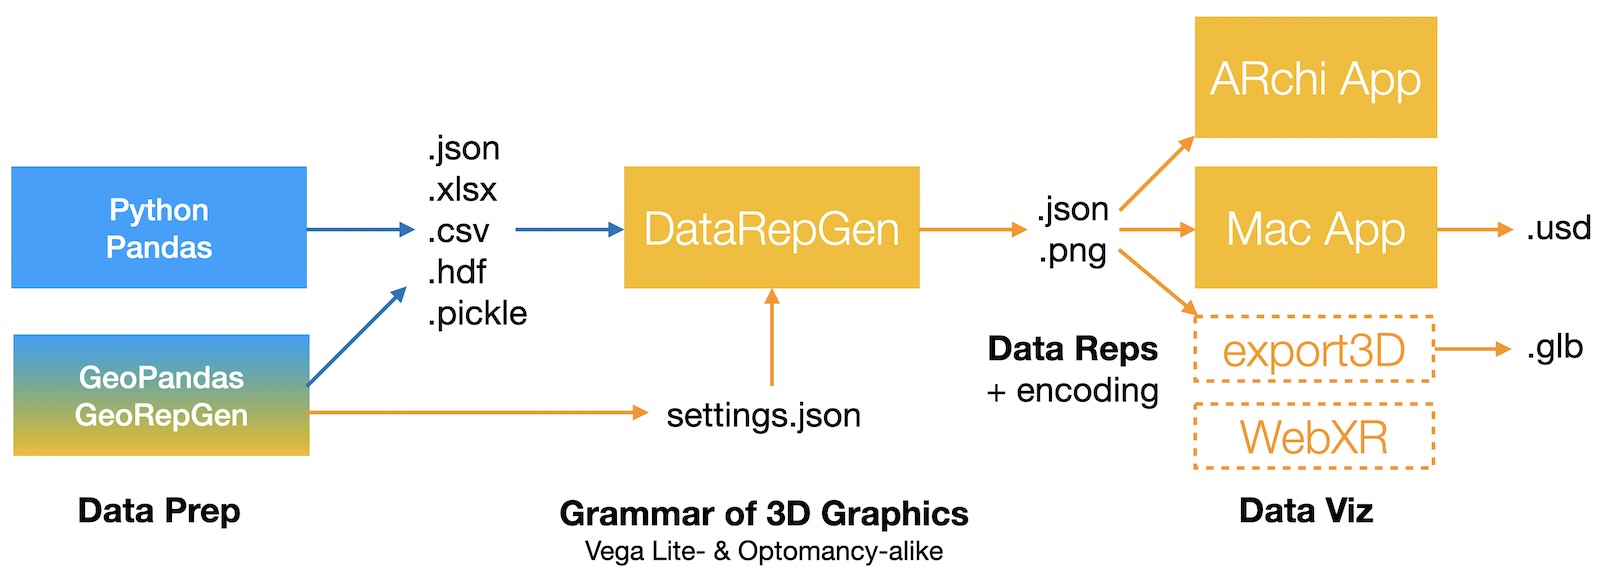 Python
Pandas
GeoPandas
GeoRepGen
Data Prep
.json
.xlsx
.csv
.hdf
.pickle
DataRepGen
settings.json
Grammar of 3D Graphics
Vega Lite- & Optomancy-alike
.json
.png
Data Reps
+ encoding
ARchi App
Mac App
.usd
export3D
.glb
WebXR
Data Viz